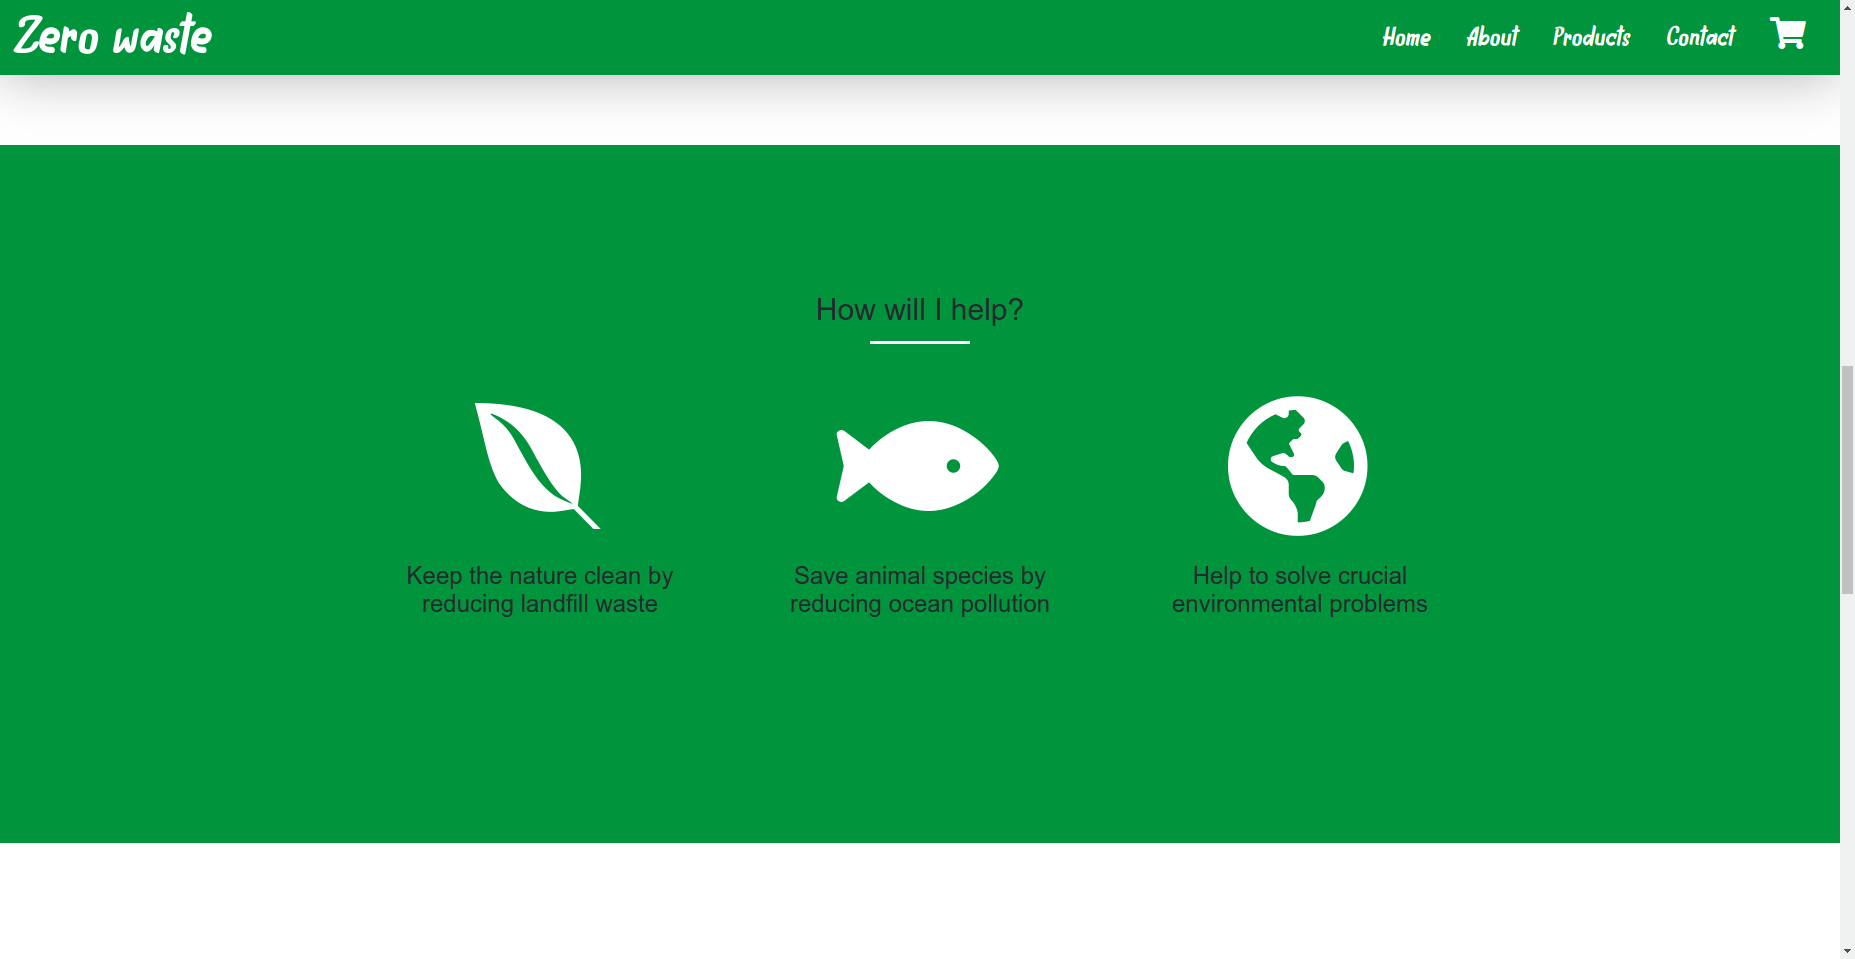 Zero waste
Home About Products Contact
How will I help?
Keep the nature clean by
reducing landfill waste
Save animal species by
reducing ocean pollution
Help to solve crucial
environmental problems